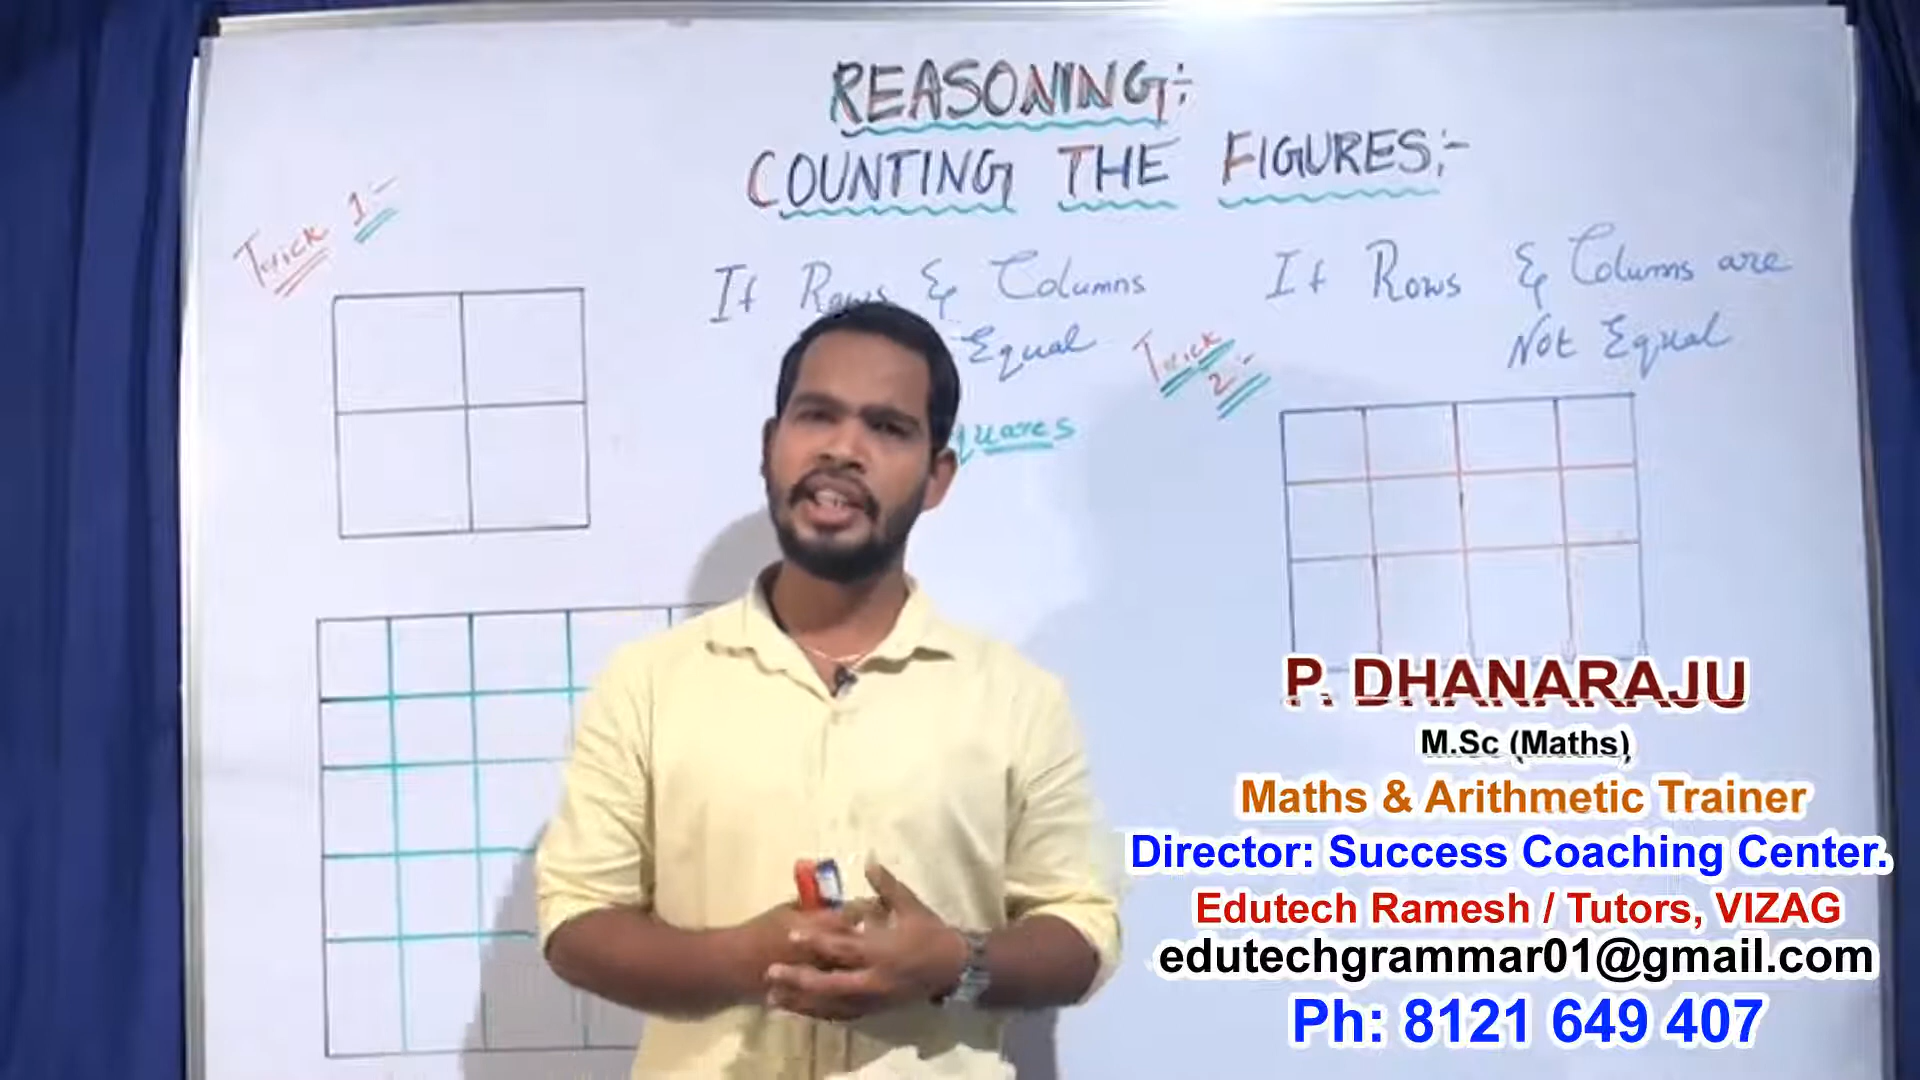 REASONING:-
COUNTING THE FIGURES:-
Trick 1:-
If Rows & Columns
Equal
quares
If Rows & Columns are
Not Equal
Trick
2:-
P. DHANARAJU
M.Sc (Maths)
Maths & Arithmetic Trainer
Director: Success Coaching Center.
Edutech Ramesh / Tutors, VIZAG
edutechgrammar01@gmail.com
Ph: 8121 649 407